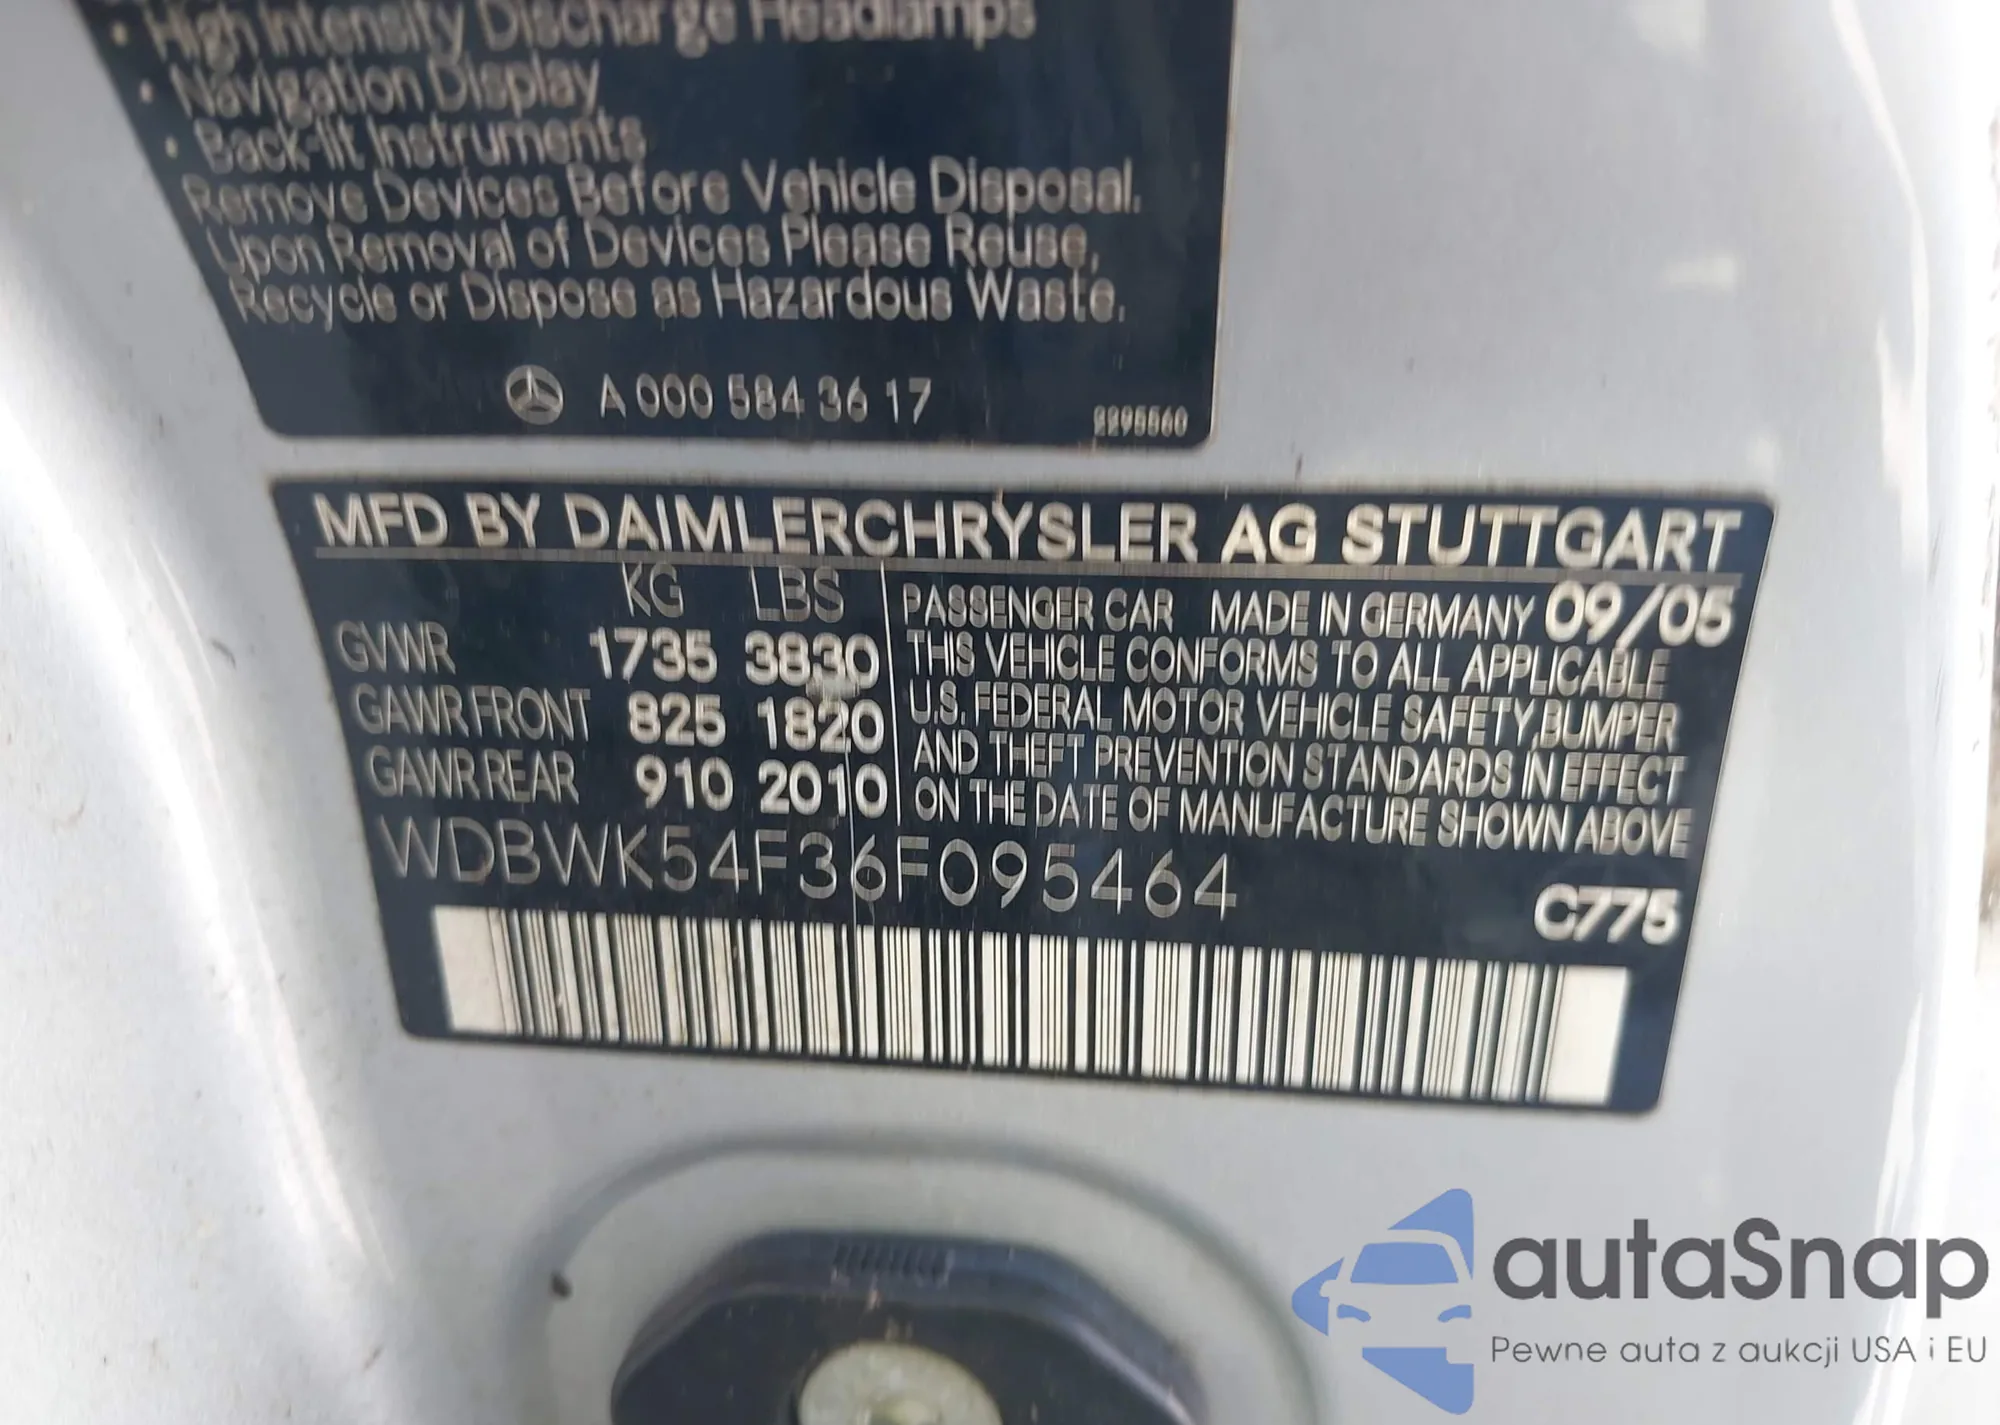 • High Intensity Discharge Headlamps
• Navigation Display
• Back-lit Instruments
Remove Devices Before Vehicle Disposal.
Upon Removal of Devices Please Reuse,
Recycle or Dispose as Hazardous Waste.
A 000 584 36 17
2295560
MFD BY DAIMLERCHRYSLER AG STUTTGART
KG LBS
GVWR 1735 3830
GAWR FRONT 825 1820
GAWR REAR 910 2010
PASSENGER CAR MADE IN GERMANY 09/05
THIS VEHICLE CONFORMS TO ALL APPLICABLE
U.S. FEDERAL MOTOR VEHICLE SAFETY, BUMPER
AND THEFT PREVENTION STANDARDS IN EFFECT
ON THE DATE OF MANUFACTURE SHOWN ABOVE
WDBWK54F36F095464
C775
autoSnap
Pewne auta z aukcji USA i EU